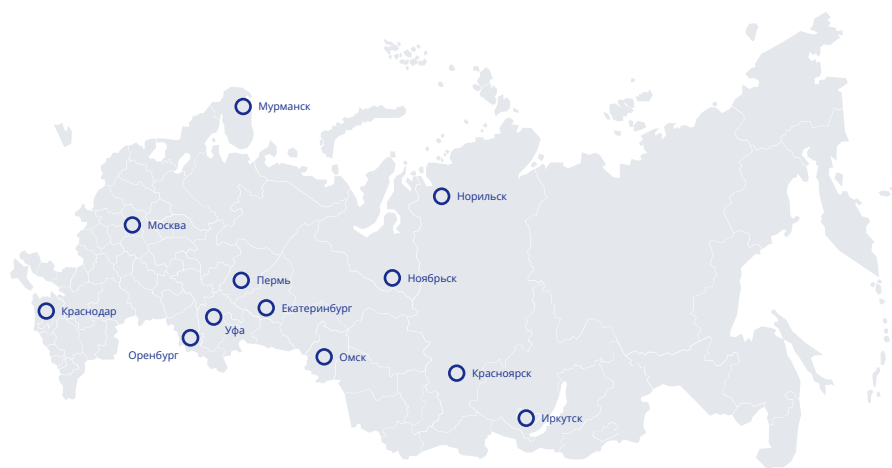 Мурманск
Норильск
Москва
Ноябрьск
Пермь
Екатеринбург
Краснодар
Уфа
Оренбург
Омск
Красноярск
Иркутск